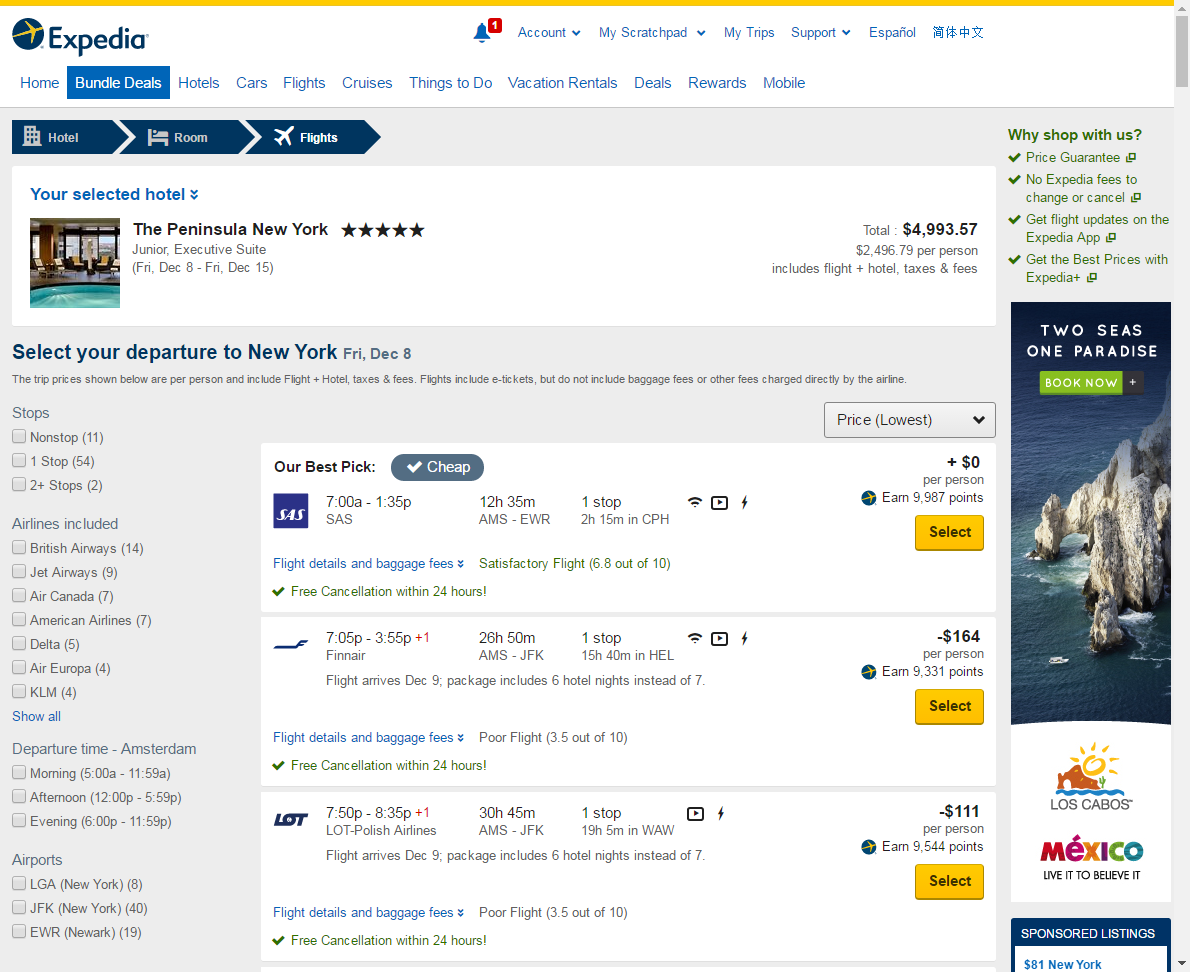 Expedia
1
Account
My Scratchpad
My Trips
Support
Español
简体中文
Home
Bundle Deals
Hotels
Cars
Flights
Cruises
Things to Do
Vacation Rentals
Deals
Rewards
Mobile
Hotel
Room
Flights
Your selected hotel
The Peninsula New York
Junior, Executive Suite
(Fri, Dec 8 - Fri, Dec 15)
Total : $4,993.57
$2,496.79 per person
includes flight + hotel, taxes & fees
Select your departure to New York Fri, Dec 8
The trip prices shown below are per person and include Flight + Hotel, taxes & fees. Flights include e-tickets, but do not include baggage fees or other fees charged directly by the airline.
Stops
Nonstop (11)
1 Stop (54)
2+ Stops (2)
Airlines included
British Airways (14)
Jet Airways (9)
Air Canada (7)
American Airlines (7)
Delta (5)
Air Europa (4)
KLM (4)
Show all
Departure time - Amsterdam
Morning (5:00a - 11:59a)
Afternoon (12:00p - 5:59p)
Evening (6:00p - 11:59p)
Airports
LGA (New York) (8)
JFK (New York) (40)
EWR (Newark) (19)
Price (Lowest)
Our Best Pick: Cheap
SAS
7:00a - 1:35p
SAS
12h 35m
AMS - EWR
1 stop
2h 15m in CPH
+ $0
per person
Earn 9,987 points
Select
Flight details and baggage fees
Satisfactory Flight (6.8 out of 10)
Free Cancellation within 24 hours!
7:05p - 3:55p +1
Finnair
26h 50m
AMS - JFK
1 stop
15h 40m in HEL
Flight arrives Dec 9; package includes 6 hotel nights instead of 7.
-$164
per person
Earn 9,331 points
Select
Flight details and baggage fees
Poor Flight (3.5 out of 10)
Free Cancellation within 24 hours!
LOT
7:50p - 8:35p +1
LOT-Polish Airlines
30h 45m
AMS - JFK
1 stop
19h 5m in WAW
Flight arrives Dec 9; package includes 6 hotel nights instead of 7.
-$111
per person
Earn 9,544 points
Select
Flight details and baggage fees
Poor Flight (3.5 out of 10)
Free Cancellation within 24 hours!
Why shop with us?
Price Guarantee
No Expedia fees to
change or cancel
Get flight updates on the
Expedia App
Get the Best Prices with
Expedia+
TWO SEAS
ONE PARADISE
BOOK NOW +
LOS CABOS
MéXICO
LIVE IT TO BELIEVE IT
SPONSORED LISTINGS
$81 New York